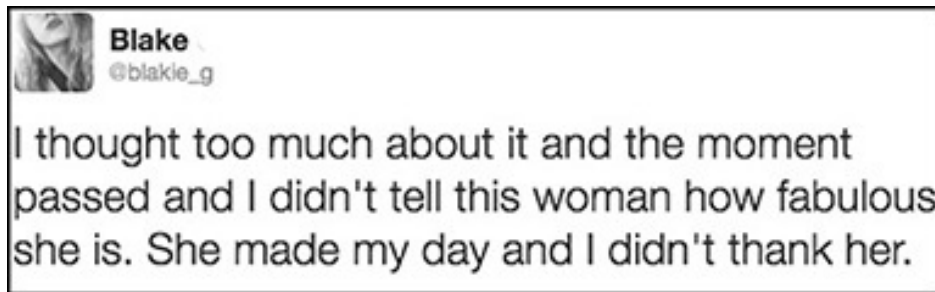 Blake
@blakie_g
I thought too much about it and the moment
passed and I didn't tell this woman how fabulous
she is. She made my day and I didn't thank her.